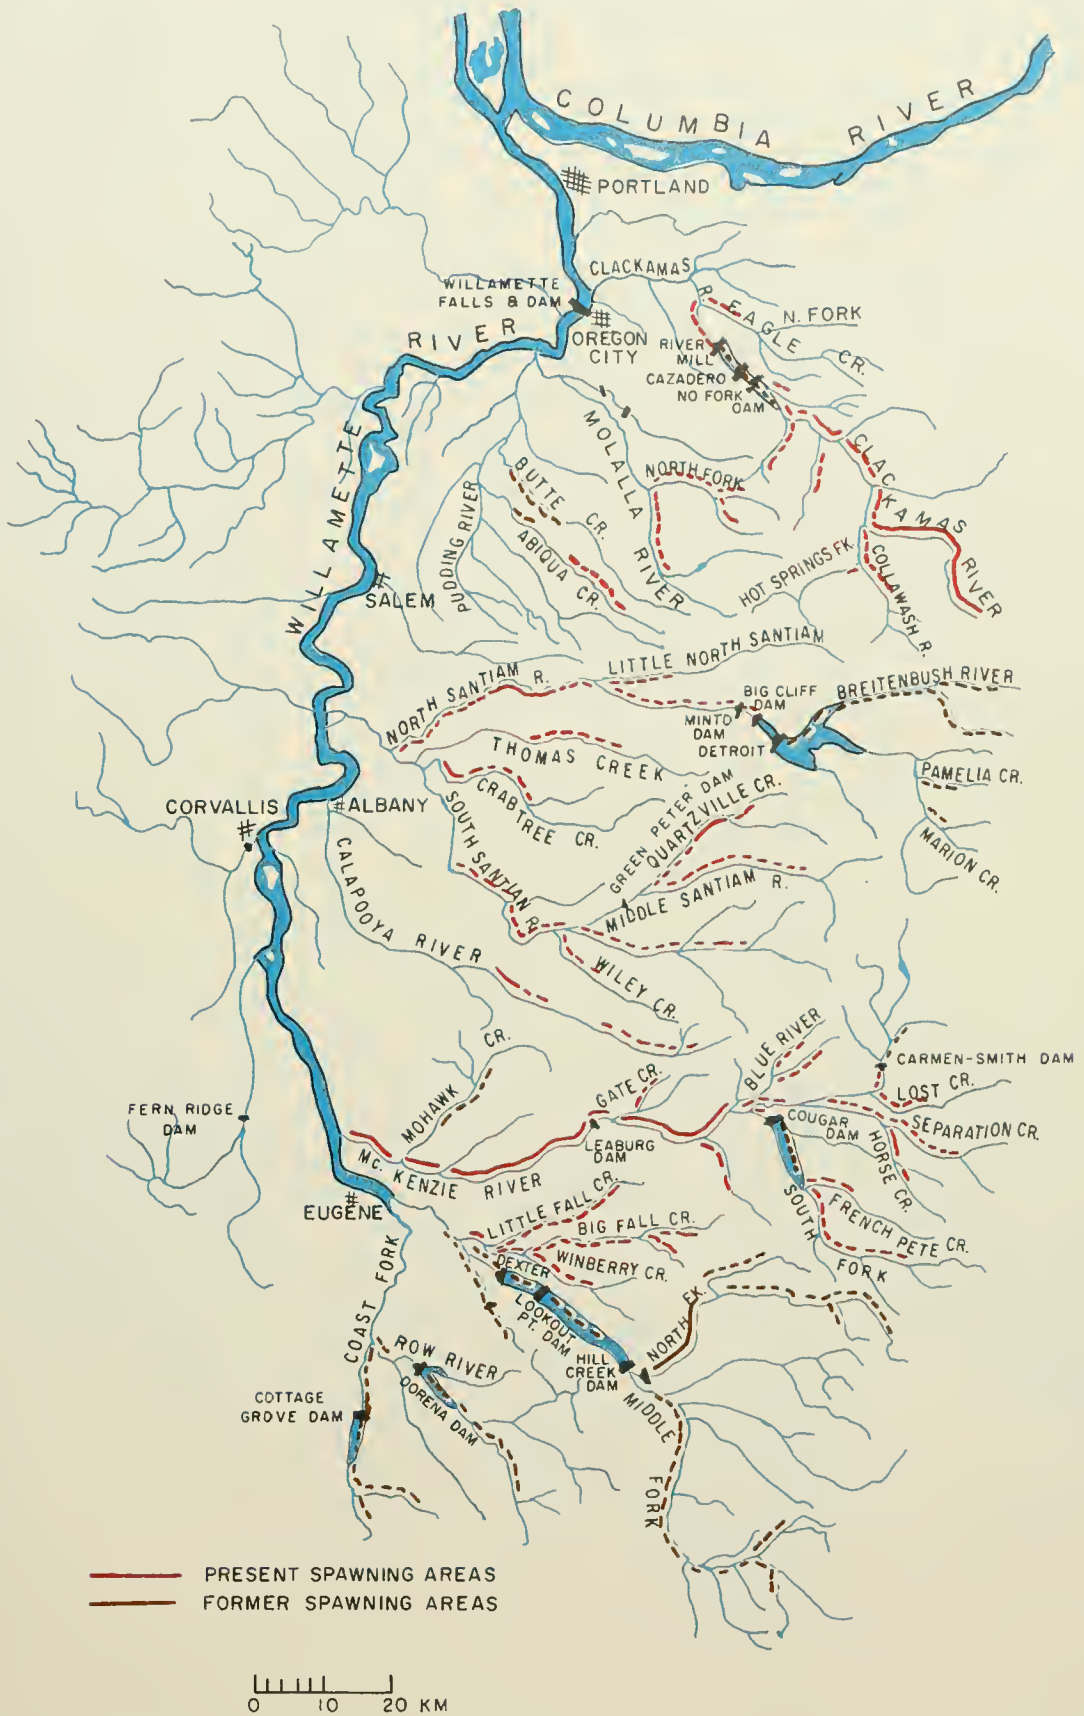 COLUMBIA RIVER
PORTLAND
CLACKAMAS R.
WILLAMETTE
FALLS & DAM
OREGON
CITY
EAGLE CR.
N. FORK
RIVER
MILL
CAZADERO
NO FORK
DAM
WILLAMETTE RIVER
MOLALLA RIVER
NORTH FORK
CLACKAMAS RIVER
BUTTE CR.
ABIQUA CR.
PUDDING RIVER
HOT SPRINGS FK.
COLLAWASH R.
SALEM
LITTLE NORTH SANTIAM
NORTH SANTIAM R.
BIG CLIFF
DAM
BREITENBUSH RIVER
MINTO
DAM
DETROIT
THOMAS CREEK
PAMELIA CR.
CRABTREE CR.
GREEN PETER DAM
QUARTZVILLE CR.
MARION CR.
CORVALLIS
ALBANY
SOUTH SANTIAN R.
MIDDLE SANTIAM R.
CALAPOOYA RIVER
WILEY CR.
MOHAWK CR.
GATE CR.
BLUE RIVER
CARMEN-SMITH DAM
LOST CR.
FERN RIDGE
DAM
LEABURG
DAM
COUGAR
DAM
HORSE CR.
SEPARATION CR.
Mc. KENZIE RIVER
EUGENE
LITTLE FALL CR.
BIG FALL CR.
WINBERRY CR.
SOUTH FORK
FRENCH PETE CR.
DEXTER
LOOKOUT
PT. DAM
NORTH FK.
COAST FORK
ROW RIVER
HILL
CREEK
DAM
DORENA DAM
MIDDLE FORK
COTTAGE
GROVE DAM
PRESENT SPAWNING AREAS
FORMER SPAWNING AREAS
0 10 20 KM